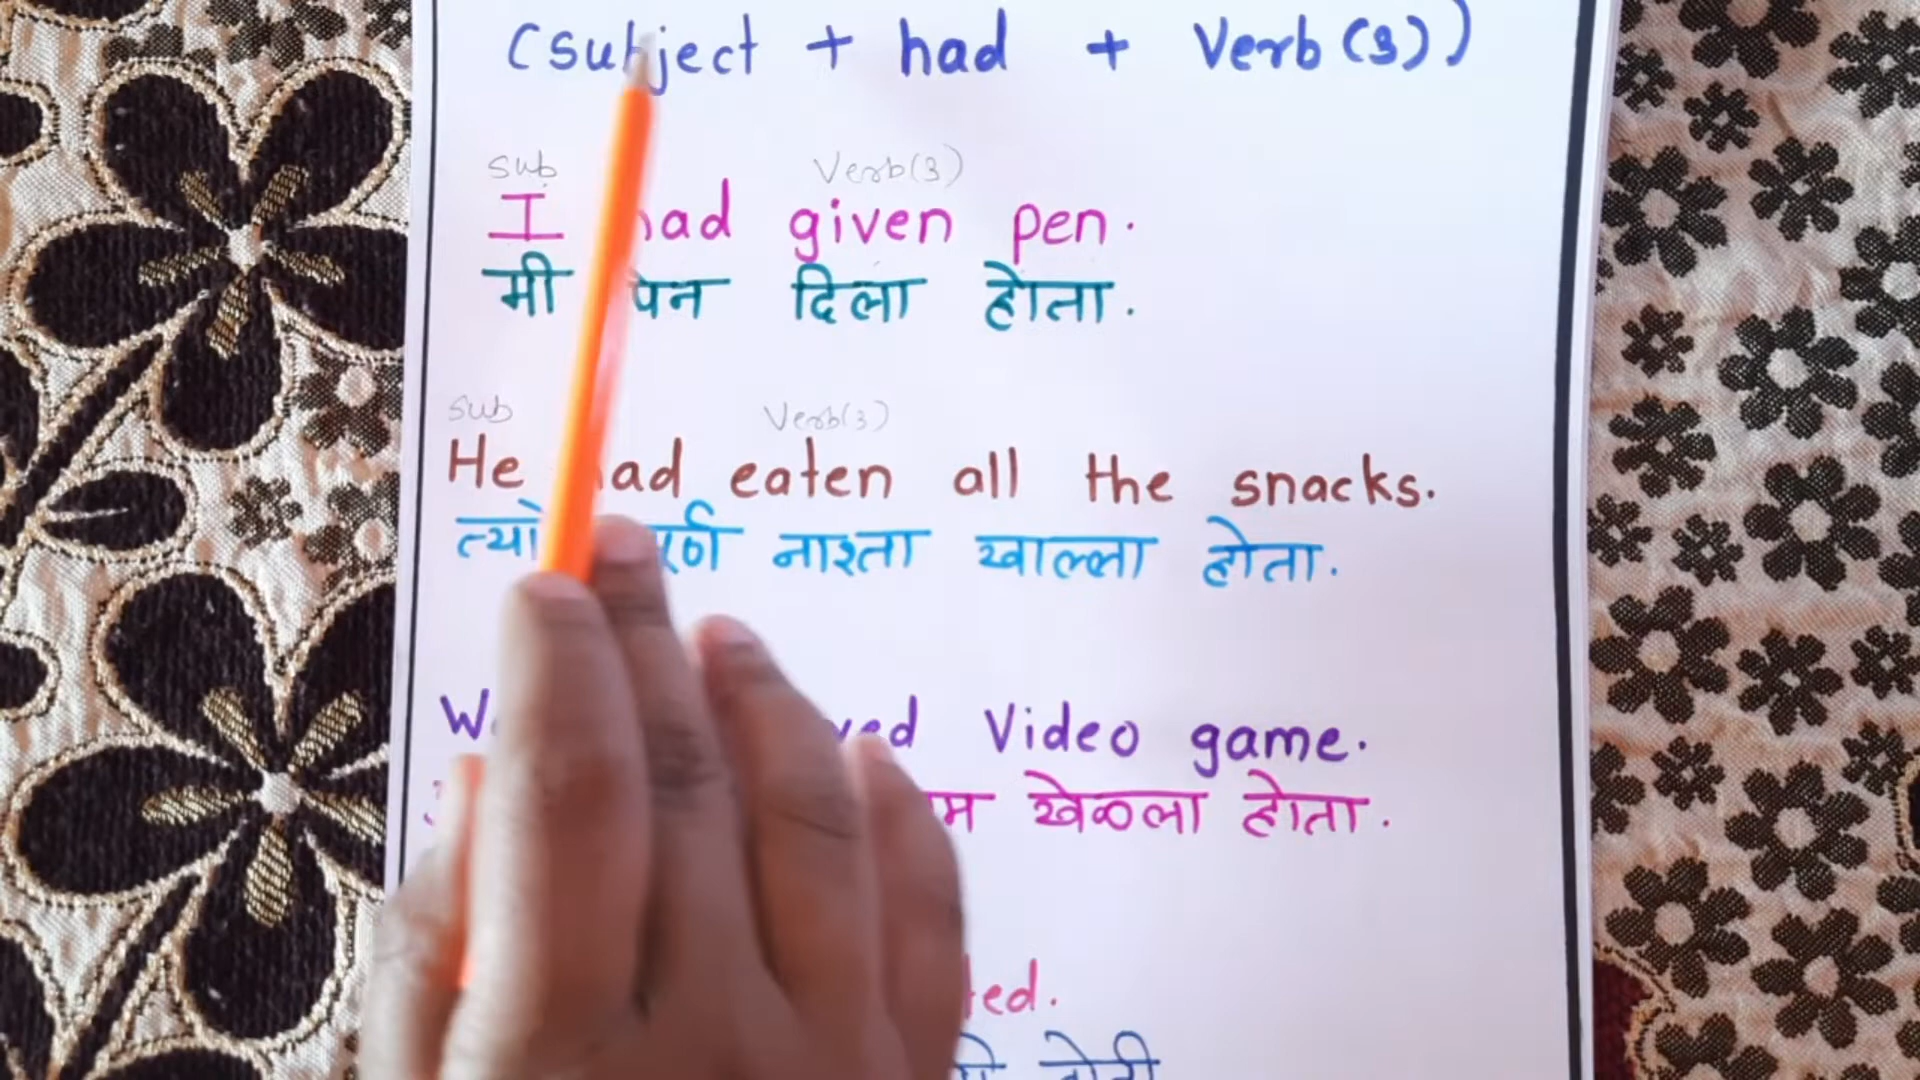 (subject + had + Verb(3))
sub Verb(3)
I had given pen.
मी पेन दिला होता.
sub Verb(3)
He had eaten all the snacks.
नाश्ता खाल्ला होता.
Video game.
खेळला होता.